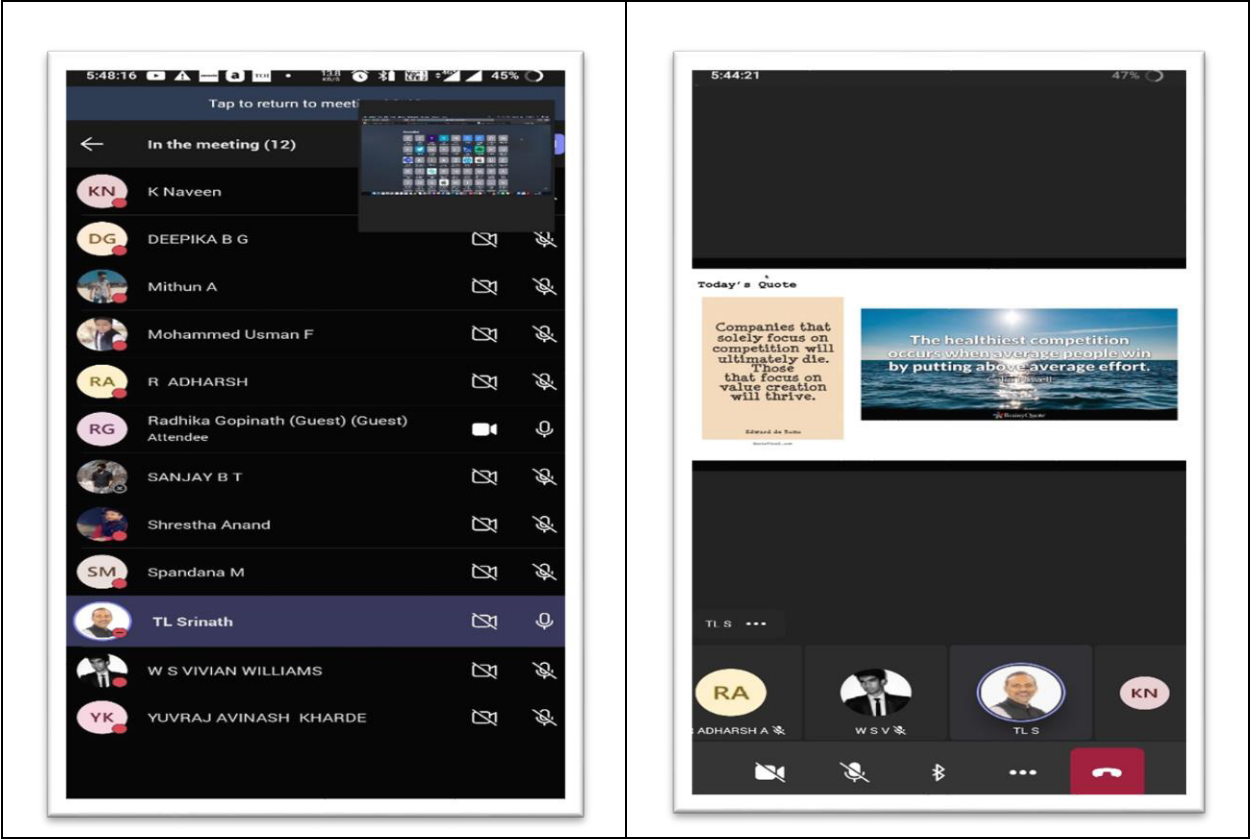 5:48:16
45%
Tap to return to meeti
In the meeting (12)
KN
K Naveen
DG
DEEPIKA B G
Mithun A
Mohammed Usman F
RA
R ADHARSH
RG
Radhika Gopinath (Guest) (Guest)
Attendee
SANJAY B T
Shrestha Anand
SM
Spandana M
TL Srinath
W S VIVIAN WILLIAMS
YK
YUVRAJ AVINASH KHARDE
5:44:21
47%
Today's Quote
Companies that
solely focus on
competition will
ultimately die.
Those
that focus on
value creation
will thrive.
Edward de Bono
The healthiest competition
occurs when average people win
by putting above average effort.
BrainyQuote
TL S •••
RA
ADHARSH A
W S V
TL S
KN